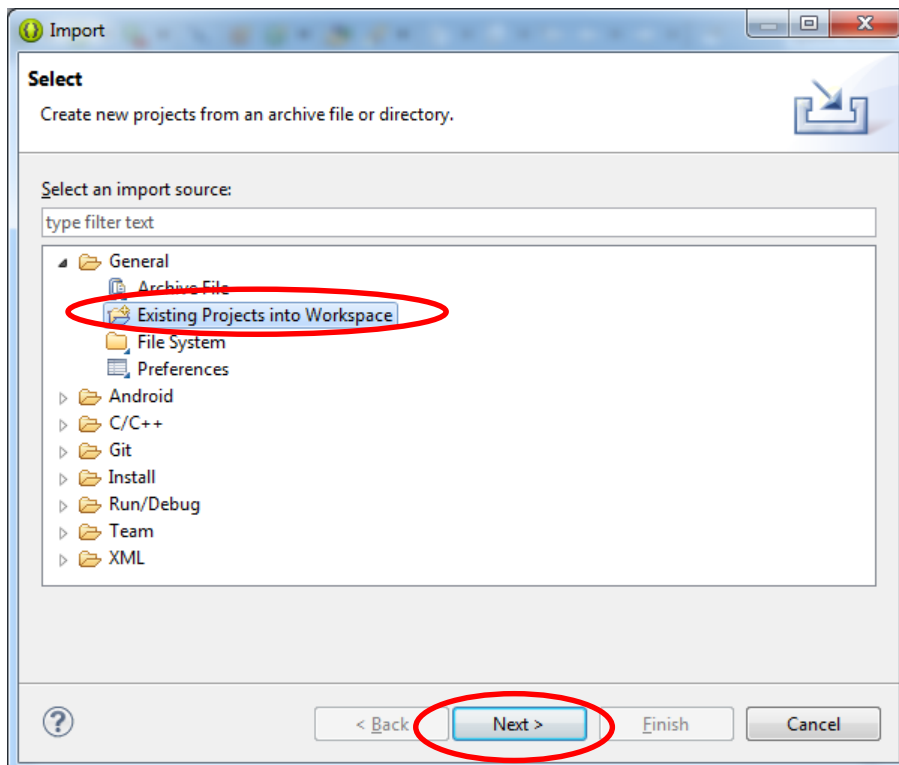 Import
Select
Create new projects from an archive file or directory.
Select an import source:
type filter text
General
Archive File
Existing Projects into Workspace
File System
Preferences
Android
C/C++
Git
Install
Run/Debug
Team
XML
?
< Back Next > Finish Cancel